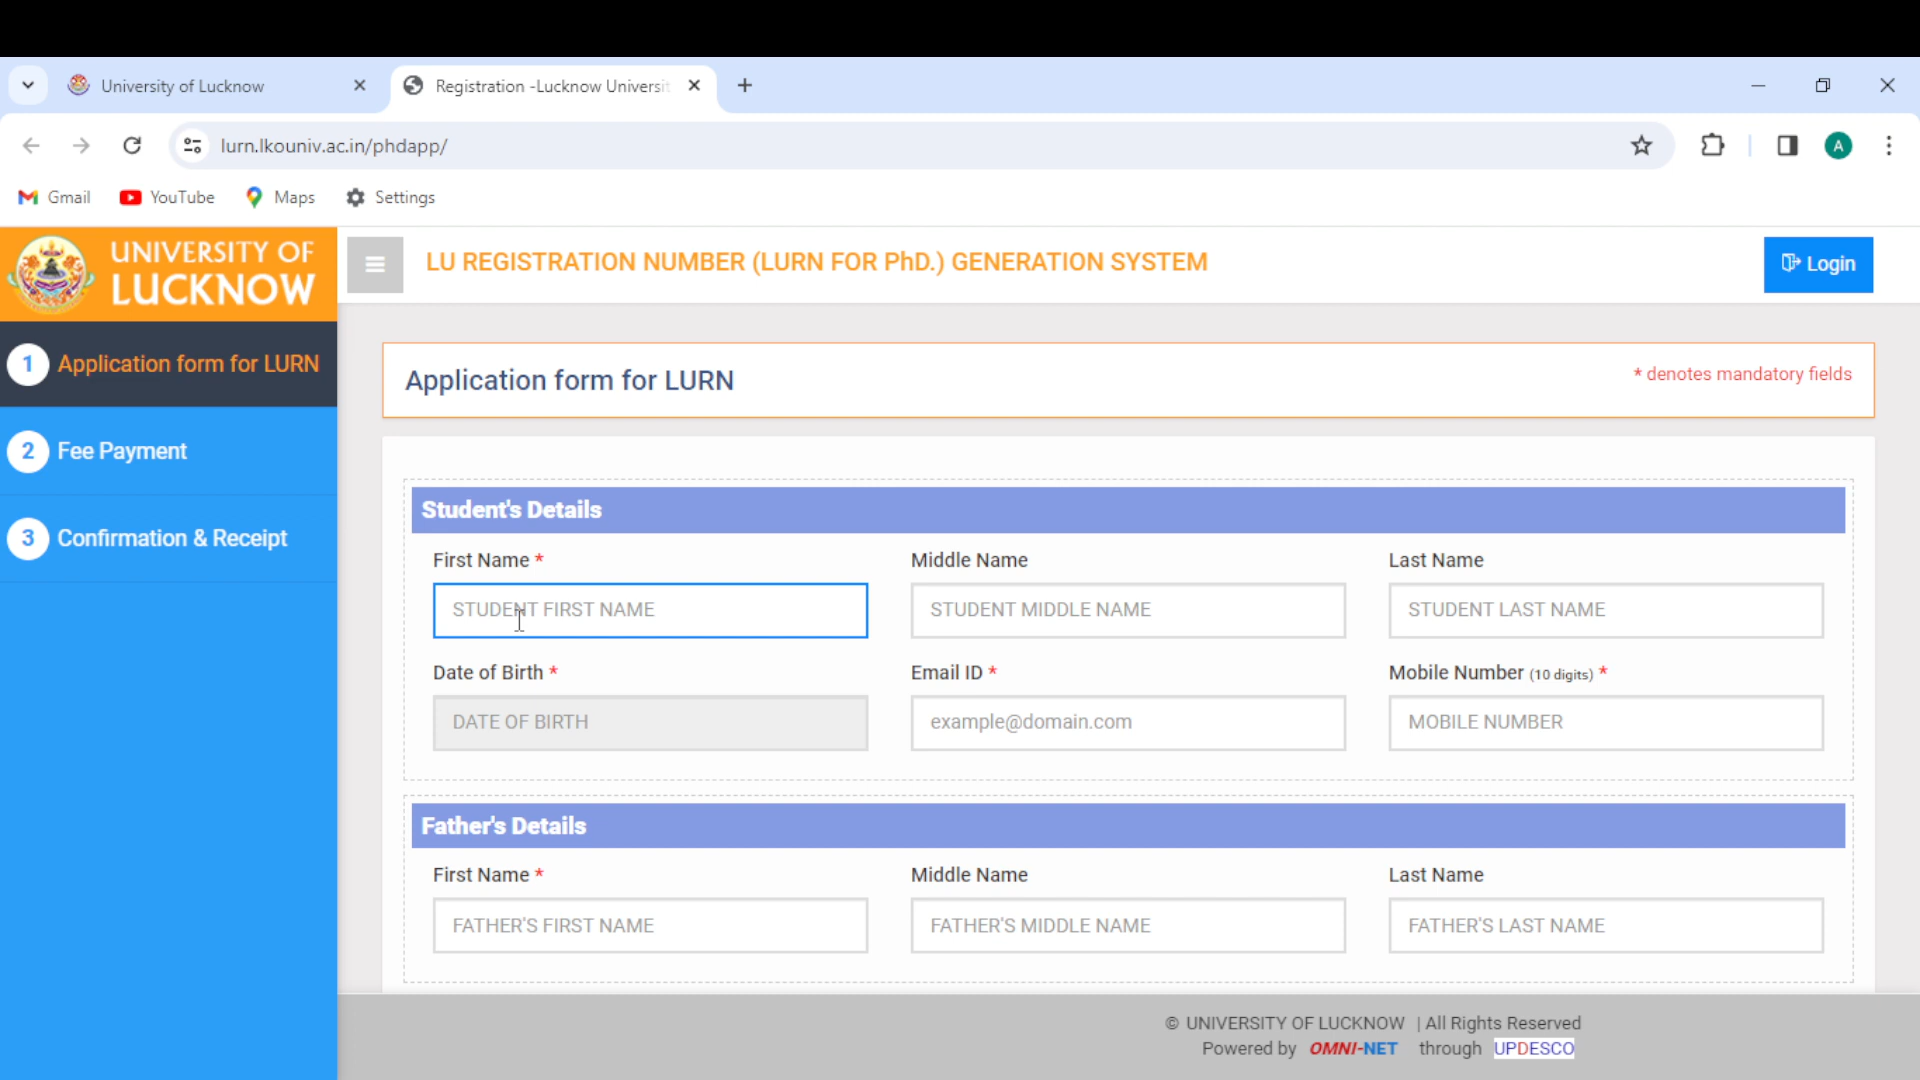 University of Lucknow
Registration -Lucknow Universit
lurn.lkouniv.ac.in/phdapp/
A
Gmail
YouTube
Maps
Settings
UNIVERSITY OF
LUCKNOW
LU REGISTRATION NUMBER (LURN FOR PhD.) GENERATION SYSTEM
Login
1 Application form for LURN
2 Fee Payment
3 Confirmation & Receipt
Application form for LURN
* denotes mandatory fields
Student's Details
First Name *
Middle Name
Last Name
STUDENT FIRST NAME
STUDENT MIDDLE NAME
STUDENT LAST NAME
Date of Birth *
Email ID *
Mobile Number (10 digits) *
DATE OF BIRTH
example@domain.com
MOBILE NUMBER
Father's Details
First Name *
Middle Name
Last Name
FATHER'S FIRST NAME
FATHER'S MIDDLE NAME
FATHER'S LAST NAME
© UNIVERSITY OF LUCKNOW | All Rights Reserved
Powered by OMNI-NET through UPDESCO